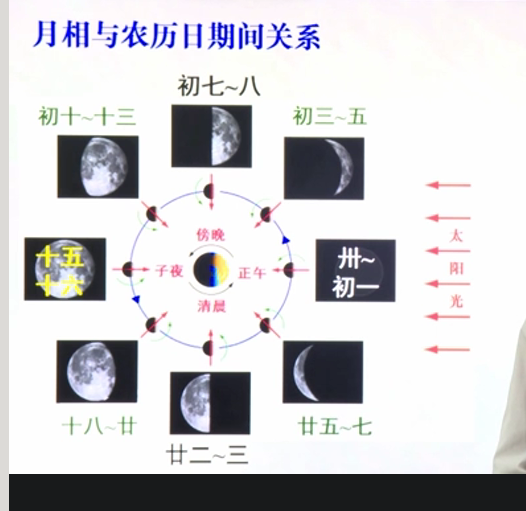 月相与农历日期间关系
初七~八
初十~十三
初三~五
傍晚
十五
十六
子夜
正午
卅~
初一
太
阳
光
清晨
十八~廿
廿五~七
廿二~三